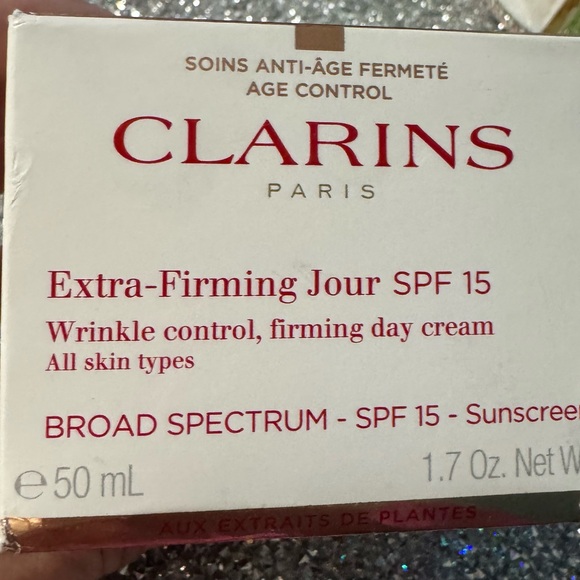 SOINS ANTI-ÂGE FERMETÉ
AGE CONTROL
CLARINS
PARIS
Extra-Firming Jour SPF 15
Wrinkle control, firming day cream
All skin types
BROAD SPECTRUM - SPF 15 - Sunscree
℮ 50 mL
1.7 Oz. Net W
AUX EXTRAITS DE PLANTES